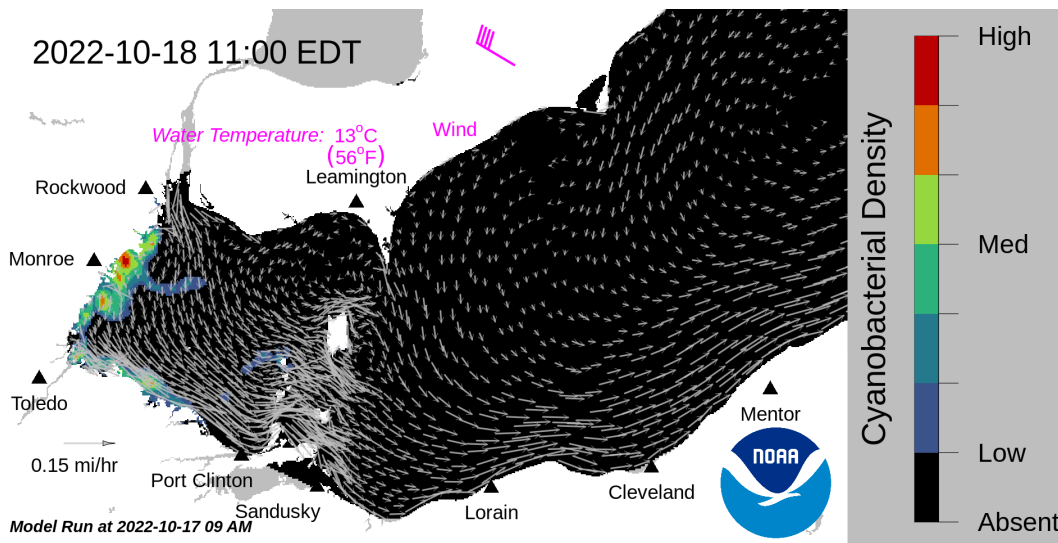 2022-10-18 11:00 EDT
Water Temperature: 13°C
(56°F)
Wind
Leamington
Rockwood
Monroe
Toledo
0.15 mi/hr
Port Clinton
Sandusky
Lorain
Cleveland
Mentor
NOAA
Model Run at 2022-10-17 09 AM
Cyanobacterial Density
High
Med
Low
Absent